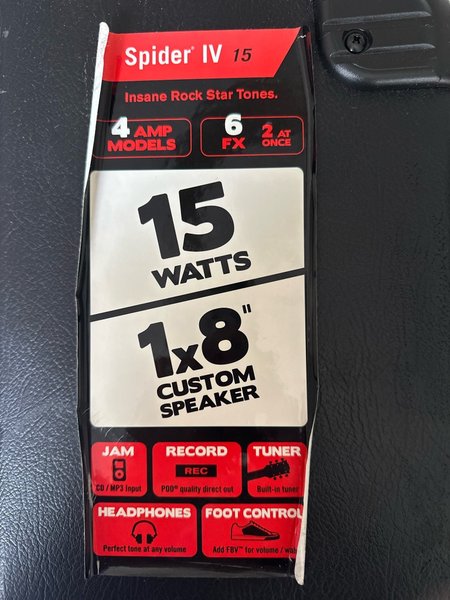 Spider® IV 15
Insane Rock Star Tones.
4 AMP MODELS
6 FX 2 AT ONCE
15
WATTS
1x8"
CUSTOM
SPEAKER
JAM RECORD TUNER
REC
CD / MP3 Input POD® quality direct out Built-in tuner
HEADPHONES FOOT CONTROL
Perfect tone at any volume Add FBV™ for volume / wah